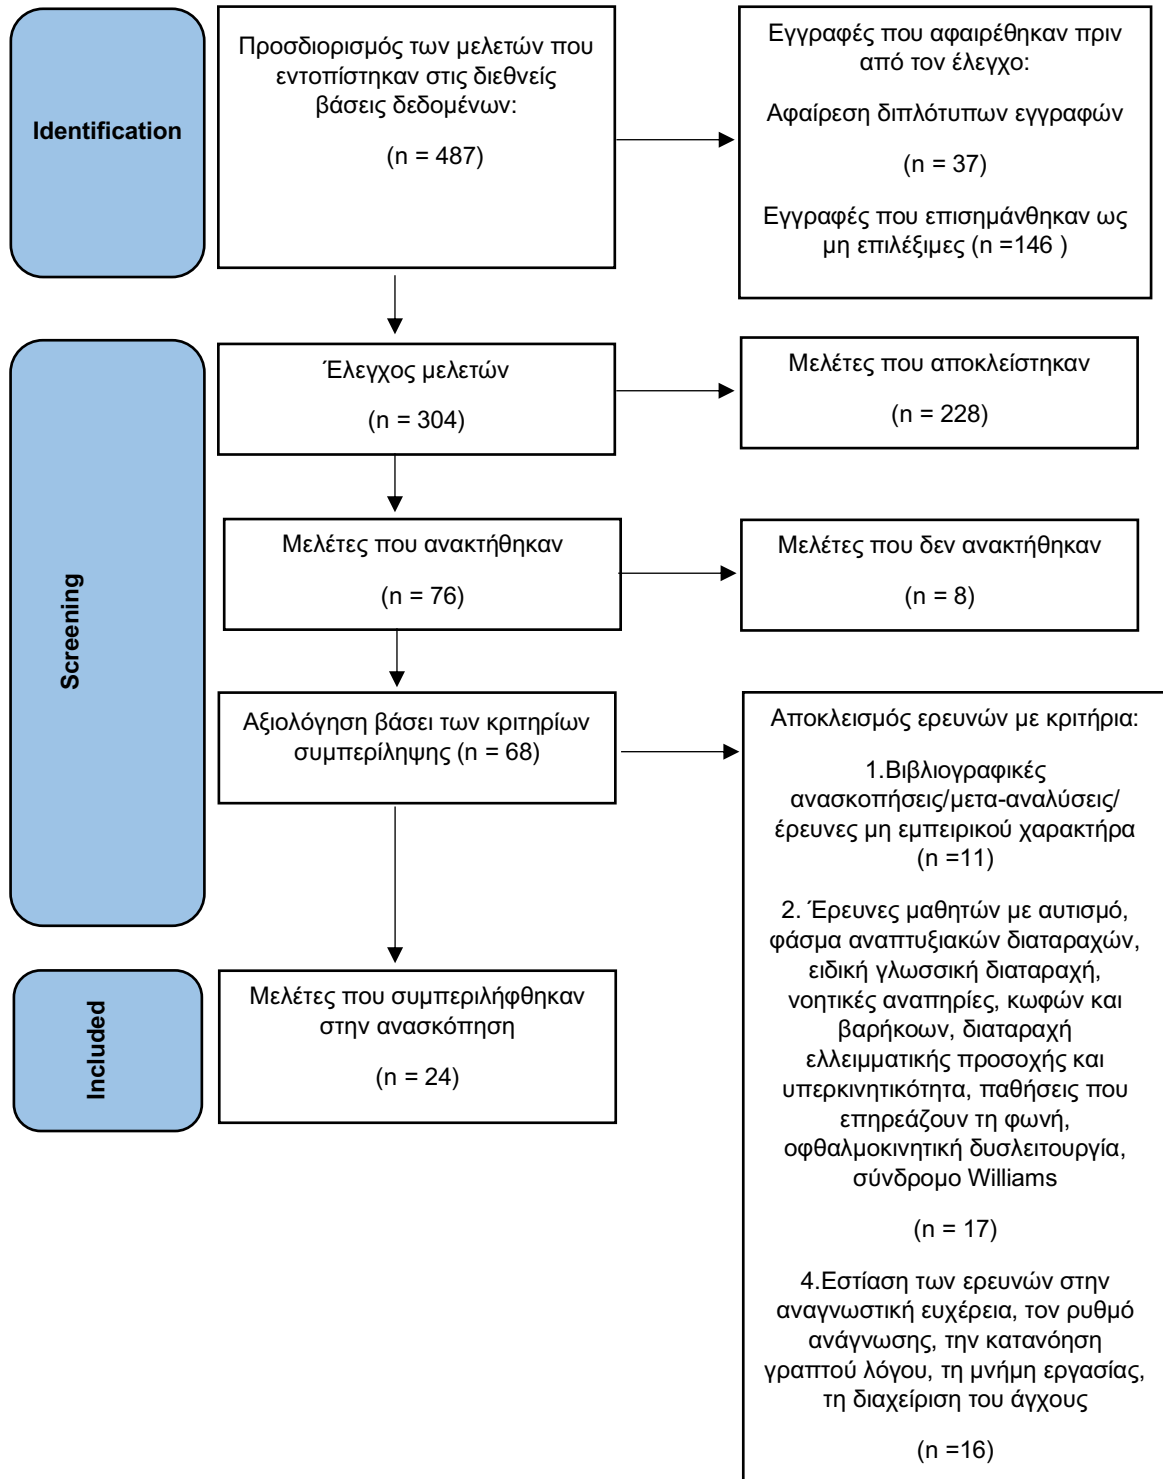 Identification
Προσδιορισμός των μελετών που
εντοπίστηκαν στις διεθνείς
βάσεις δεδομένων:
(n = 487)
Εγγραφές που αφαιρέθηκαν πριν
από τον έλεγχο:
Αφαίρεση διπλότυπων εγγραφών
(n = 37)
Εγγραφές που επισημάνθηκαν ως
μη επιλέξιμες (n =146 )
Screening
Έλεγχος μελετών
(n = 304)
Μελέτες που αποκλείστηκαν
(n = 228)
Μελέτες που ανακτήθηκαν
(n = 76)
Μελέτες που δεν ανακτήθηκαν
(n = 8)
Αξιολόγηση βάσει των κριτηρίων
συμπερίληψης (n = 68)
Αποκλεισμός ερευνών με κριτήρια:
1.Βιβλιογραφικές
ανασκοπήσεις/μετα-αναλύσεις/
έρευνες μη εμπειρικού χαρακτήρα
(n =11)
2. Έρευνες μαθητών με αυτισμό,
φάσμα αναπτυξιακών διαταραχών,
ειδική γλωσσική διαταραχή,
νοητικές αναπηρίες, κωφών και
βαρήκοων, διαταραχή
ελλειμματικής προσοχής και
υπερκινητικότητα, παθήσεις που
επηρεάζουν τη φωνή,
οφθαλμοκινητική δυσλειτουργία,
σύνδρομο Williams
(n = 17)
4.Εστίαση των ερευνών στην
αναγνωστική ευχέρεια, τον ρυθμό
ανάγνωσης, την κατανόηση
γραπτού λόγου, τη μνήμη εργασίας,
τη διαχείριση του άγχους
(n =16)
Included
Μελέτες που συμπεριλήφθηκαν
στην ανασκόπηση
(n = 24)